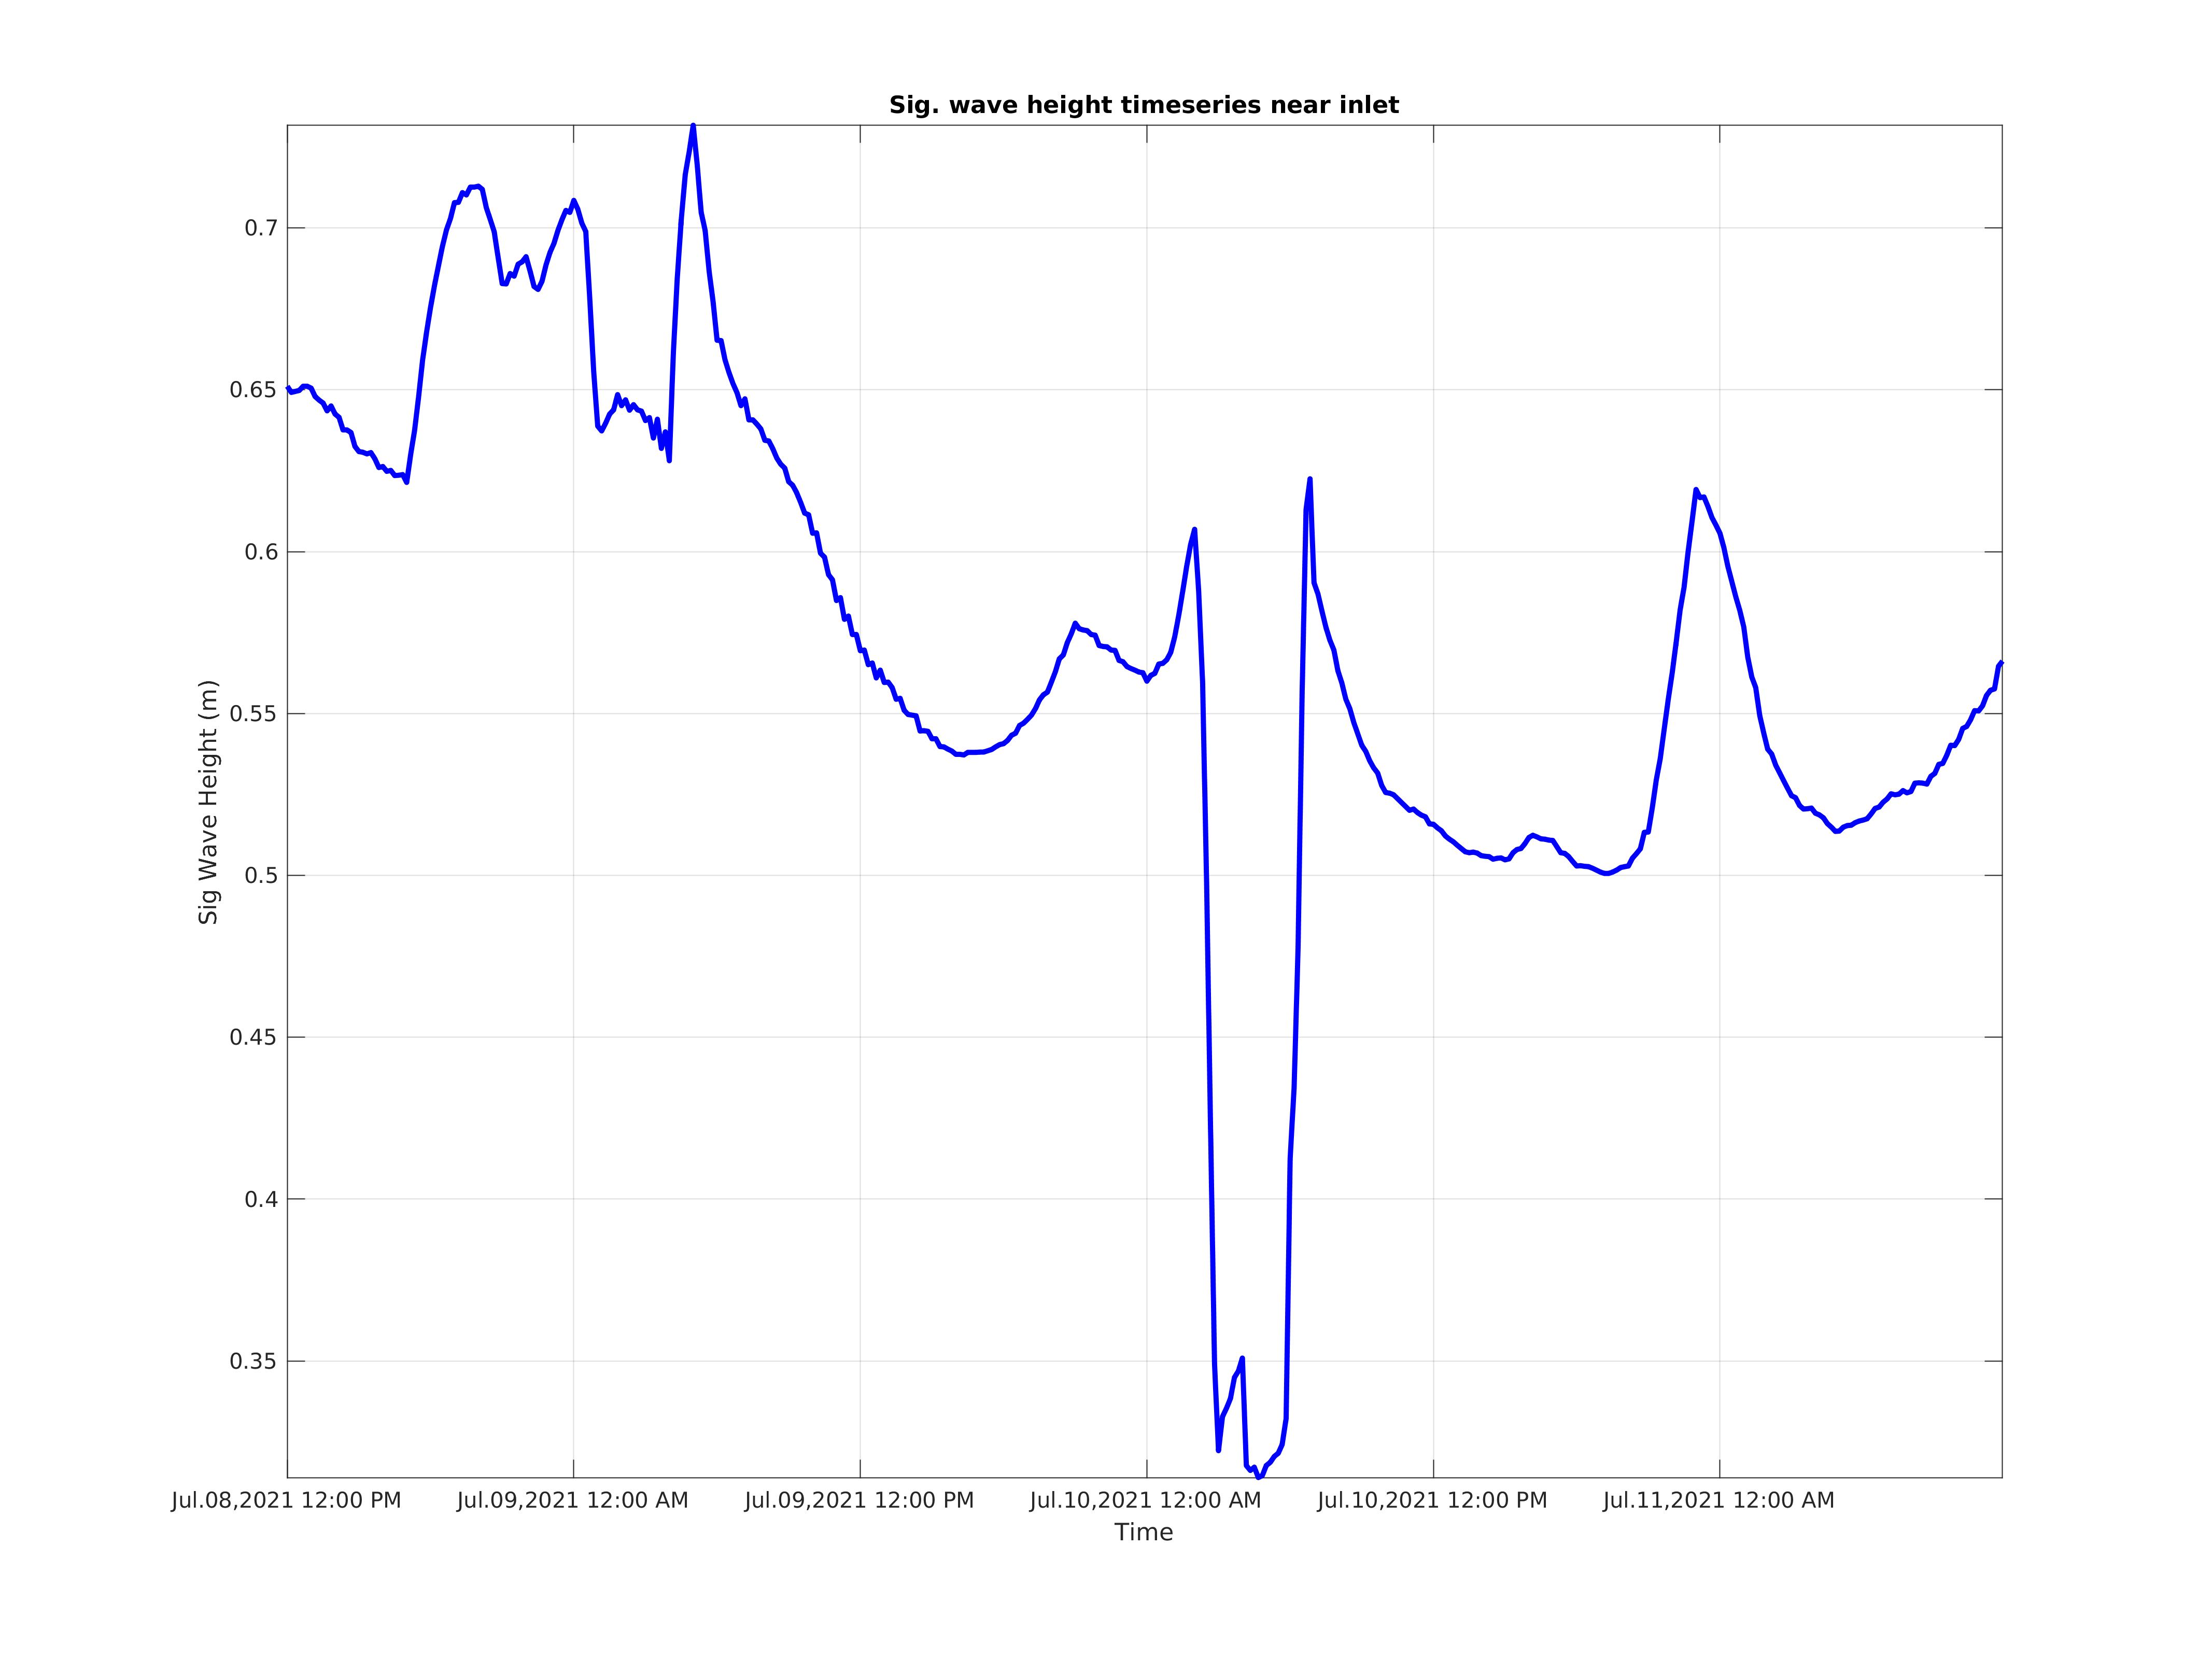 Sig. wave height timeseries near inlet
0.7
0.65
0.6
0.55
0.5
0.45
0.4
0.35
Sig Wave Height (m)
Jul.08,2021 12:00 PM
Jul.09,2021 12:00 AM
Jul.09,2021 12:00 PM
Jul.10,2021 12:00 AM
Jul.10,2021 12:00 PM
Jul.11,2021 12:00 AM
Time